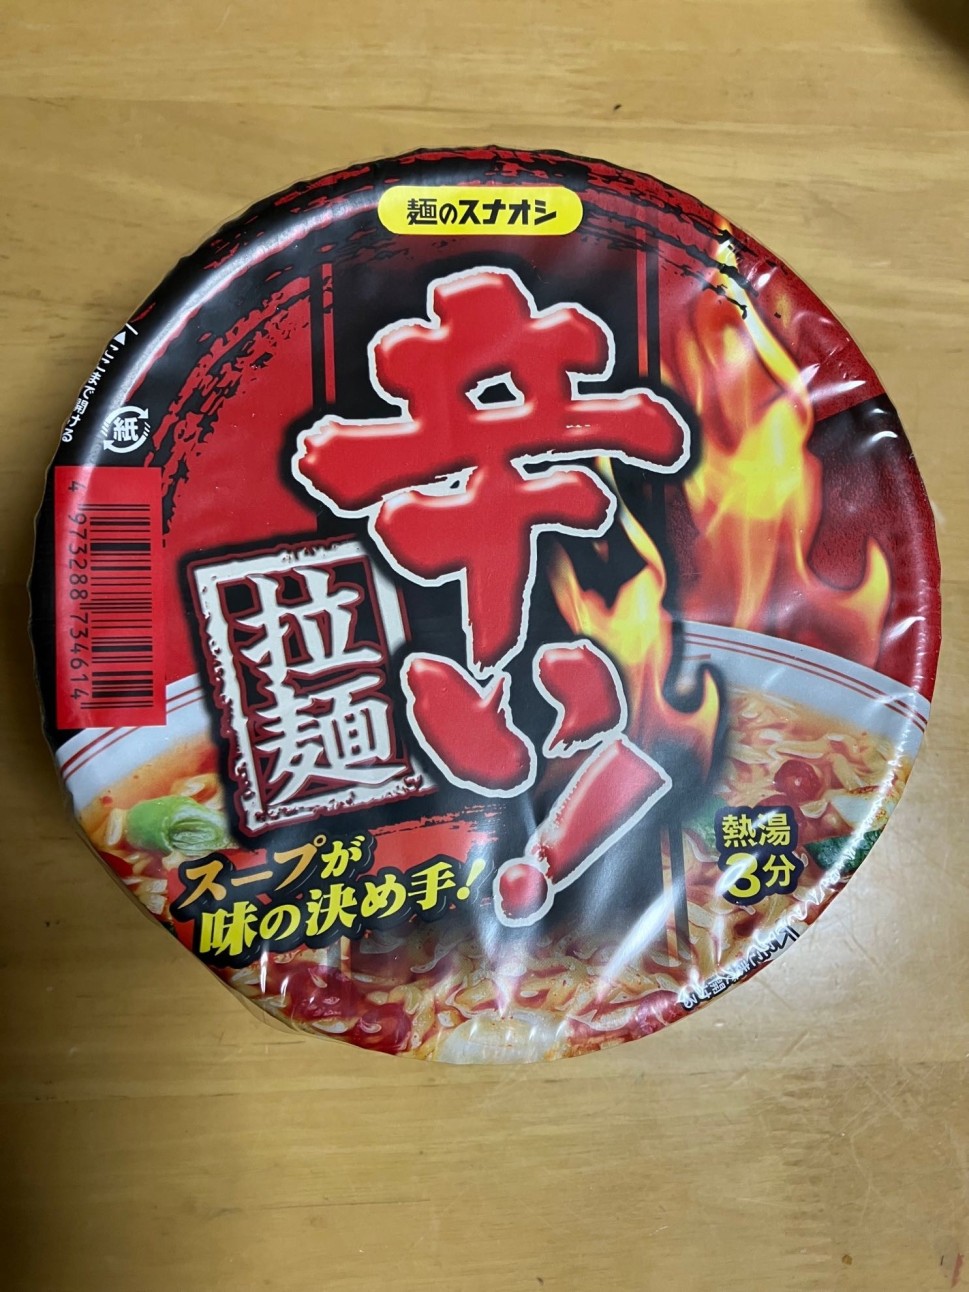 麺のスナオシ
辛い!
拉麺
スープが
味の決め手!
熱湯
3分
▲ここまで開ける
紙
4 973288 734614